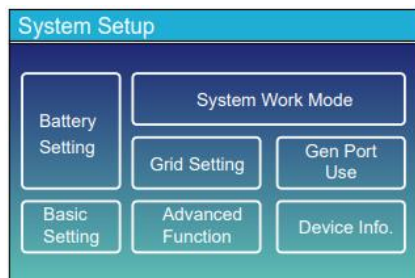 System Setup
Battery
Setting
System Work Mode
Grid Setting
Gen Port
Use
Basic
Setting
Advanced
Function
Device Info.